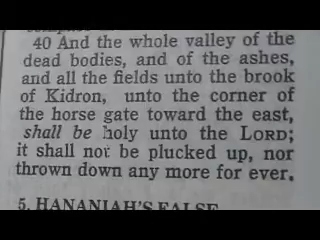 40 And the whole valley of the
dead bodies, and of the ashes,
and all the fields unto the brook
of Kidron, unto the corner of
the horse gate toward the east,
shall be holy unto the LORD;
it shall not be plucked up, nor
thrown down any more for ever.
5. HANANIAH'S FALSE